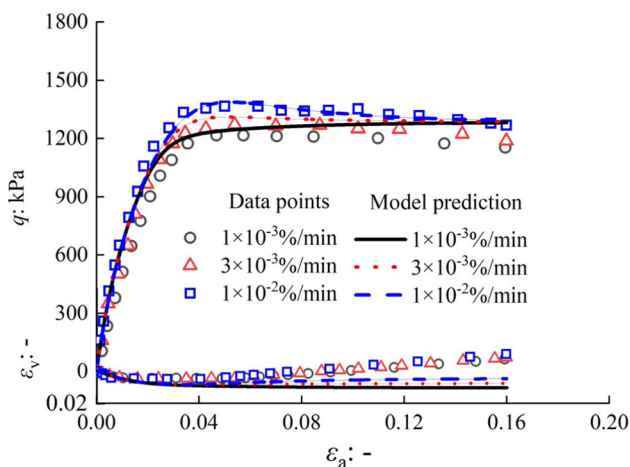 1800
1500
1200
900
600
300
0
0.02
q: kPa
εv: -
Data points Model prediction
1×10⁻³%/min 1×10⁻³%/min
3×10⁻³%/min 3×10⁻³%/min
1×10⁻²%/min 1×10⁻²%/min
0.00 0.04 0.08 0.12 0.16 0.20
εa: -